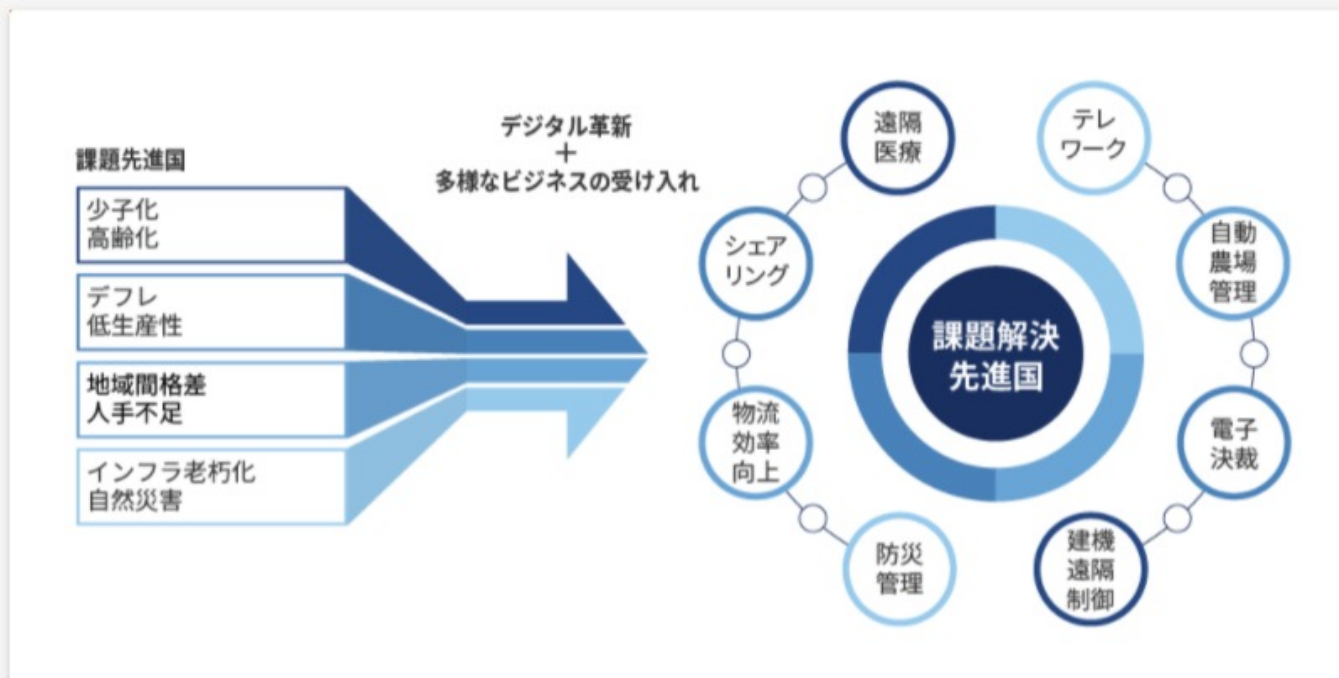 課題先進国
少子化
高齢化
デフレ
低生産性
地域間格差
人手不足
インフラ老朽化
自然災害
デジタル革新
＋
多様なビジネスの受け入れ
遠隔
医療
テレ
ワーク
シェア
リング
自動
農場
管理
課題解決
先進国
物流
効率
向上
電子
決裁
防災
管理
建機
遠隔
制御